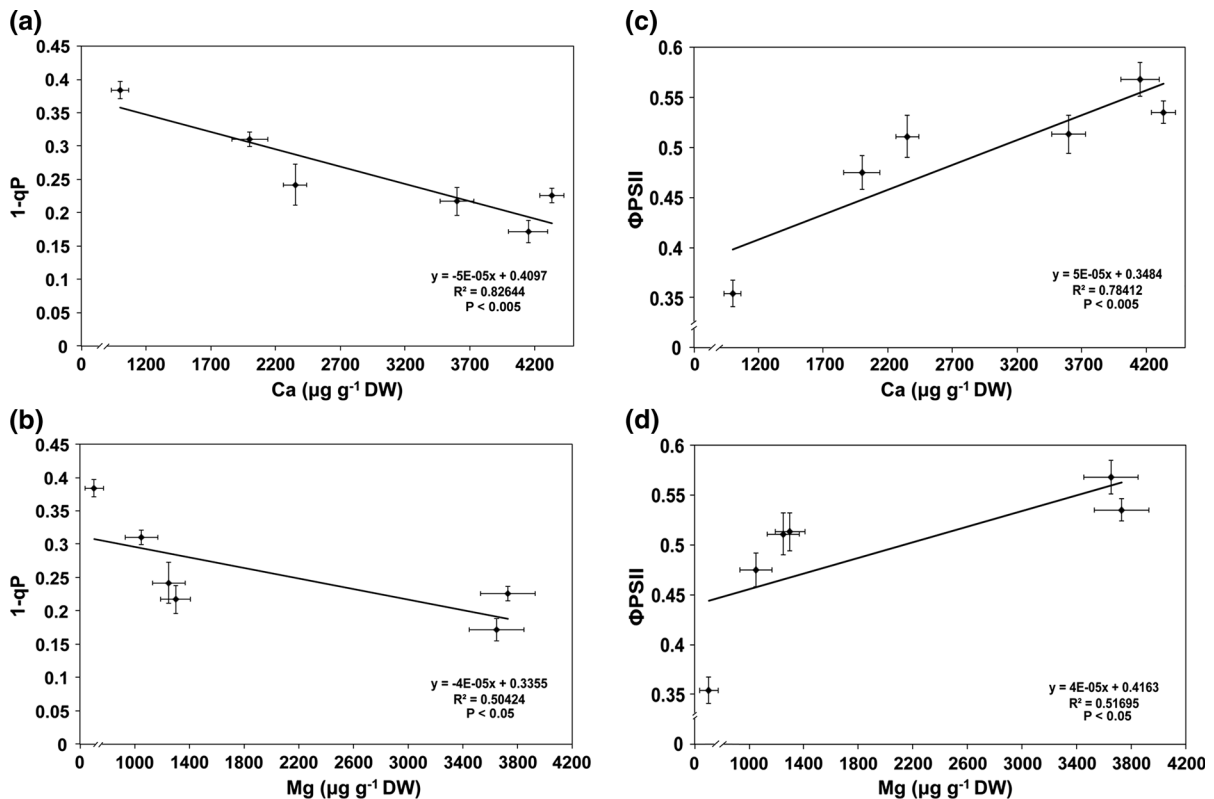 (a)
0.45
0.4
0.35
0.3
0.25
0.2
0.15
0.1
0.05
0
1-qP
y = -5E-05x + 0.4097
R² = 0.82644
P < 0.005
0 1200 1700 2200 2700 3200 3700 4200
Ca (µg g-1 DW)
(c)
0.6
0.55
0.5
0.45
0.4
0.35
0
ΦPSII
y = 5E-05x + 0.3484
R² = 0.78412
P < 0.005
0 1200 1700 2200 2700 3200 3700 4200
Ca (µg g-1 DW)
(b)
0.45
0.4
0.35
0.3
0.25
0.2
0.15
0.1
0.05
0
1-qP
y = -4E-05x + 0.3355
R² = 0.50424
P < 0.05
0 1000 1400 1800 2200 2600 3000 3400 3800 4200
Mg (µg g-1 DW)
(d)
0.6
0.55
0.5
0.45
0.4
0.35
0
ΦPSII
y = 4E-05x + 0.4163
R² = 0.51695
P < 0.05
0 1000 1400 1800 2200 2600 3000 3400 3800 4200
Mg (µg g-1 DW)